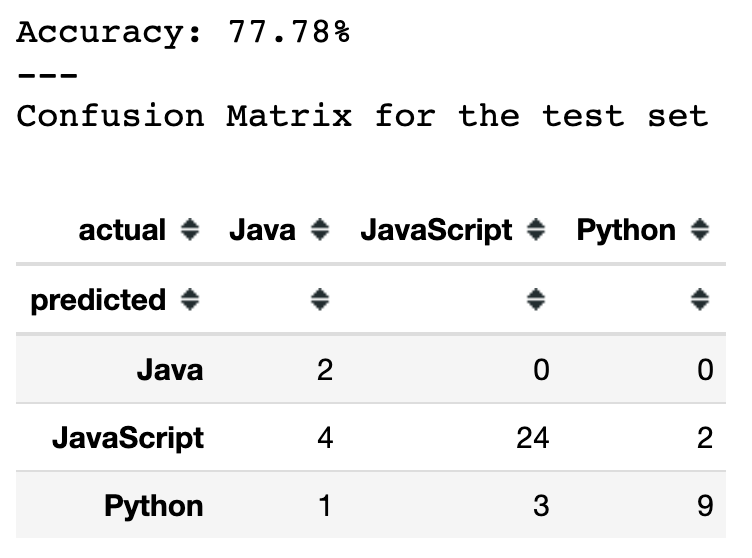 Accuracy: 77.78%
---
Confusion Matrix for the test set
actual Java JavaScript Python
predicted
Java 2 0 0
JavaScript 4 24 2
Python 1 3 9